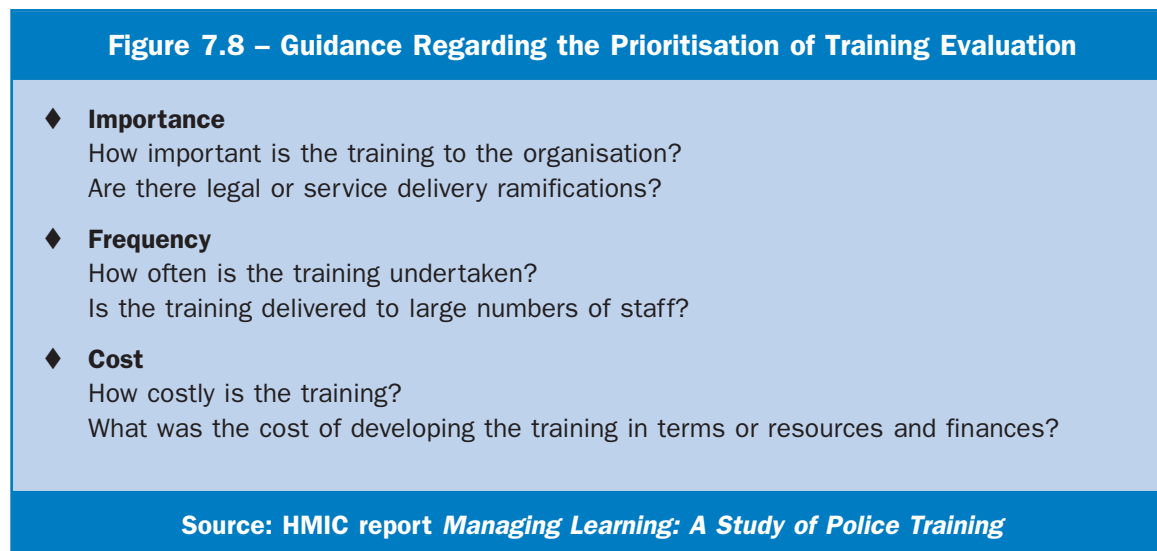 Figure 7.8 – Guidance Regarding the Prioritisation of Training Evaluation
♦ Importance
How important is the training to the organisation?
Are there legal or service delivery ramifications?
♦ Frequency
How often is the training undertaken?
Is the training delivered to large numbers of staff?
♦ Cost
How costly is the training?
What was the cost of developing the training in terms or resources and finances?
Source: HMIC report Managing Learning: A Study of Police Training